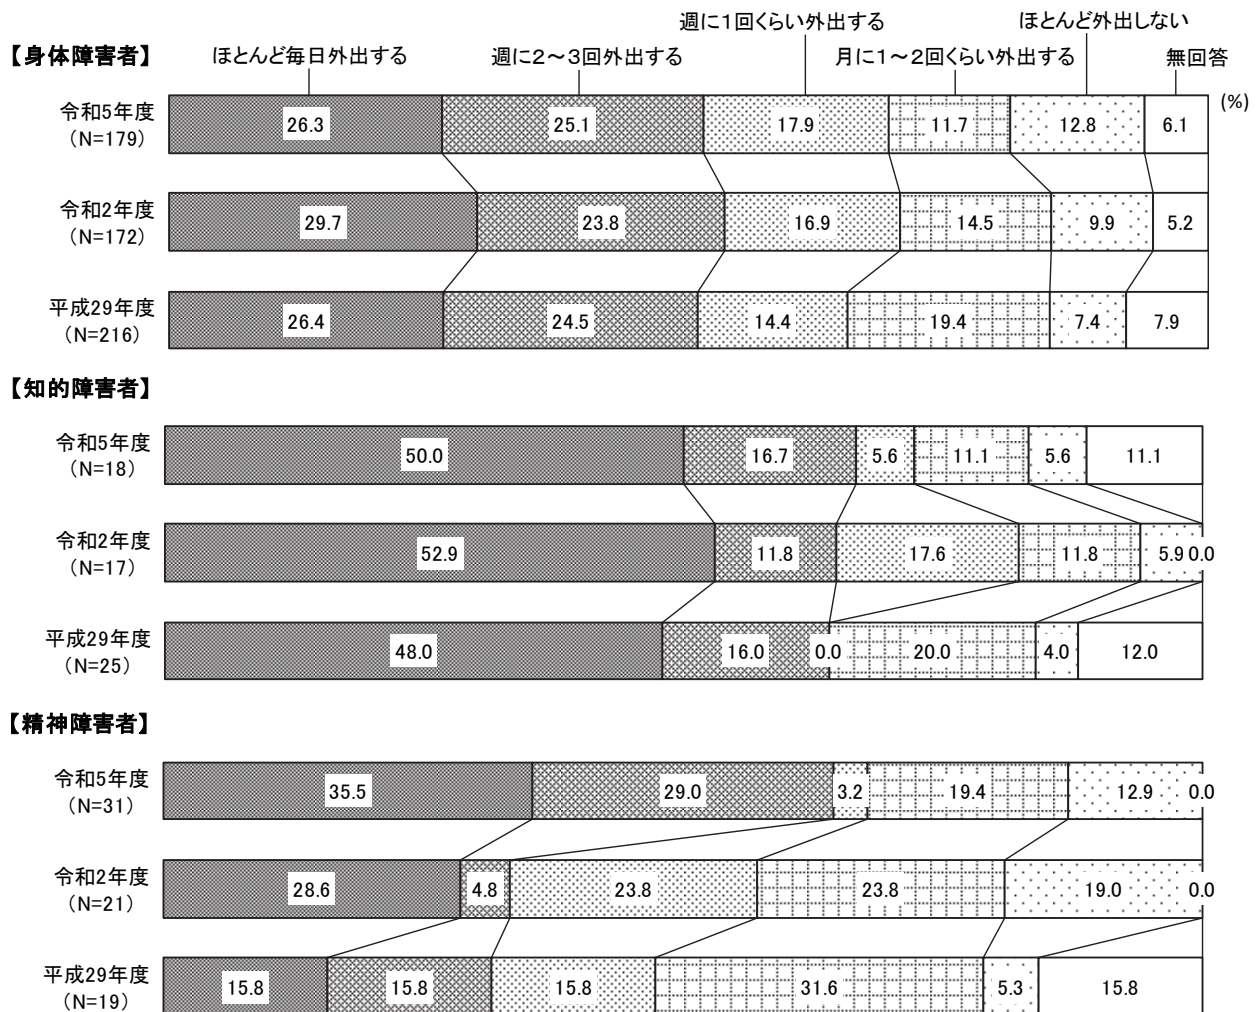 週に1回くらい外出する ほとんど外出しない
【身体障害者】 ほとんど毎日外出する 週に2～3回外出する 月に1～2回くらい外出する 無回答
(%)
令和5年度
(N=179)
26.3 25.1 17.9 11.7 12.8 6.1
令和2年度
(N=172)
29.7 23.8 16.9 14.5 9.9 5.2
平成29年度
(N=216)
26.4 24.5 14.4 19.4 7.4 7.9
【知的障害者】
令和5年度
(N=18)
50.0 16.7 5.6 11.1 5.6 11.1
令和2年度
(N=17)
52.9 11.8 17.6 11.8 5.9 0.0
平成29年度
(N=25)
48.0 16.0 0.0 20.0 4.0 12.0
【精神障害者】
令和5年度
(N=31)
35.5 29.0 3.2 19.4 12.9 0.0
令和2年度
(N=21)
28.6 4.8 23.8 23.8 19.0 0.0
平成29年度
(N=19)
15.8 15.8 15.8 31.6 5.3 15.8